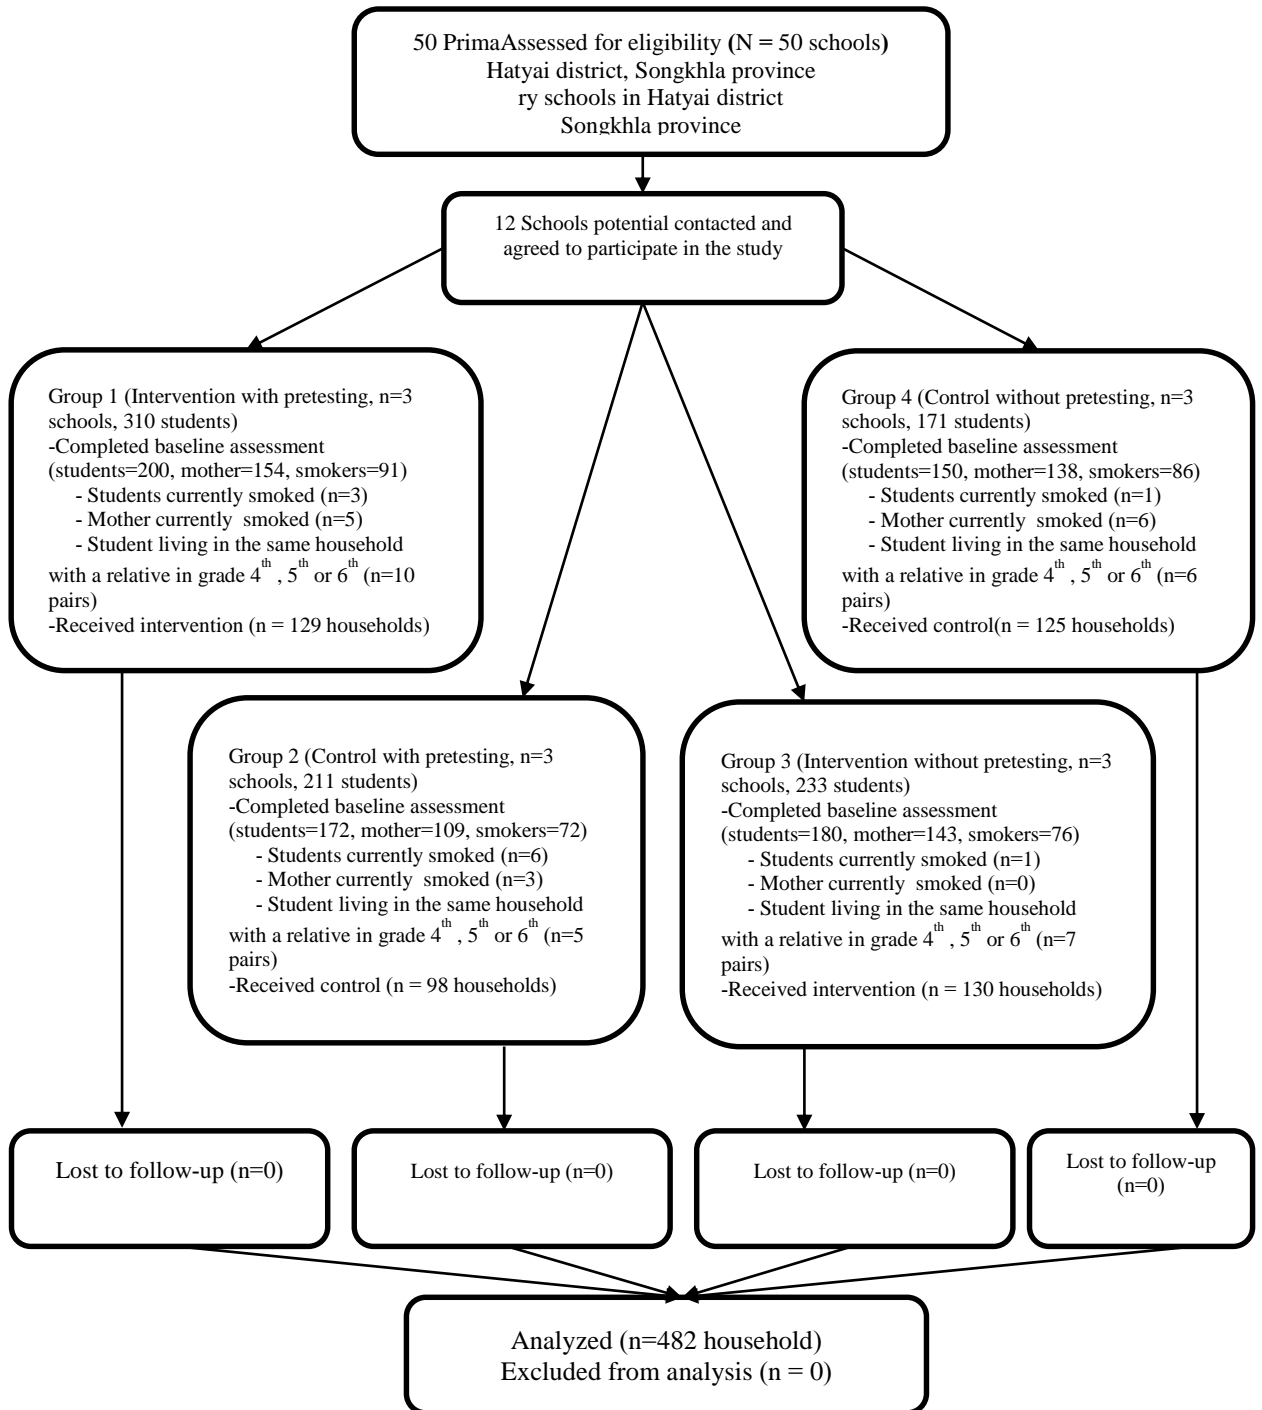 50 PrimaAssessed for eligibility (N = 50 schools)
Hatyai district, Songkhla province
ry schools in Hatyai district
Songkhla province
12 Schools potential contacted and
agreed to participate in the study
Group 1 (Intervention with pretesting, n=3
schools, 310 students)
-Completed baseline assessment
(students=200, mother=154, smokers=91)
- Students currently smoked (n=3)
- Mother currently  smoked (n=5)
- Student living in the same household
with a relative in grade 4th , 5th or 6th (n=10
pairs)
-Received intervention (n = 129 households)
Group 4 (Control without pretesting, n=3
schools, 171 students)
-Completed baseline assessment
(students=150, mother=138, smokers=86)
- Students currently smoked (n=1)
- Mother currently  smoked (n=6)
- Student living in the same household
with a relative in grade 4th , 5th or 6th (n=6
pairs)
-Received control(n = 125 households)
Group 2 (Control with pretesting, n=3
schools, 211 students)
-Completed baseline assessment
(students=172, mother=109, smokers=72)
- Students currently smoked (n=6)
- Mother currently  smoked (n=3)
- Student living in the same household
with a relative in grade 4th , 5th or 6th (n=5
pairs)
-Received control (n = 98 households)
Group 3 (Intervention without pretesting, n=3
schools, 233 students)
-Completed baseline assessment
(students=180, mother=143, smokers=76)
- Students currently smoked (n=1)
- Mother currently  smoked (n=0)
- Student living in the same household
with a relative in grade 4th , 5th or 6th (n=7
pairs)
-Received intervention (n = 130 households)
Lost to follow-up (n=0)
Lost to follow-up (n=0)
Lost to follow-up (n=0)
Lost to follow-up
(n=0)
Analyzed (n=482 household)
Excluded from analysis (n = 0)